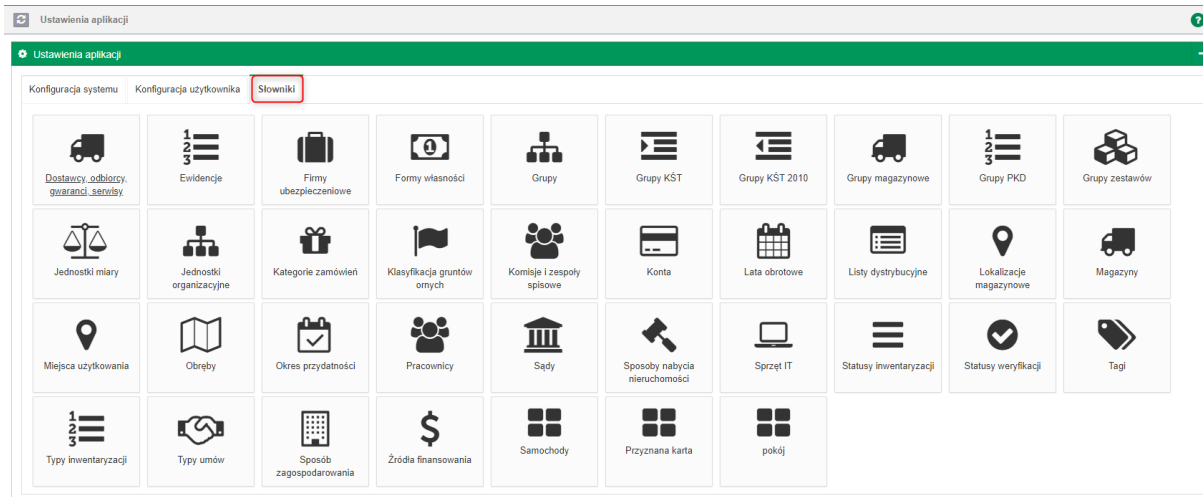 Ustawienia aplikacji
Ustawienia aplikacji
Konfiguracja systemu
Konfiguracja użytkownika
Słowniki
Dostawcy, odbiorcy,
gwaranci, serwisy
Ewidencje
Firmy
ubezpieczeniowe
Formy własności
Grupy
Grupy KŚT
Grupy KŚT 2010
Grupy magazynowe
Grupy PKD
Grupy zestawów
Jednostki miary
Jednostki
organizacyjne
Kategorie zamówień
Klasyfikacja gruntów
ornych
Komisje i zespoły
spisowe
Konta
Lata obrotowe
Listy dystrybucyjne
Lokalizacje
magazynowe
Magazyny
Miejsca użytkowania
Obręby
Okres przydatności
Pracownicy
Sądy
Sposoby nabycia
nieruchomości
Sprzęt IT
Statusy inwentaryzacji
Statusy weryfikacji
Tagi
Typy inwentaryzacji
Typy umów
Sposób
zagospodarowania
Źródła finansowania
Samochody
Przyznana karta
pokój